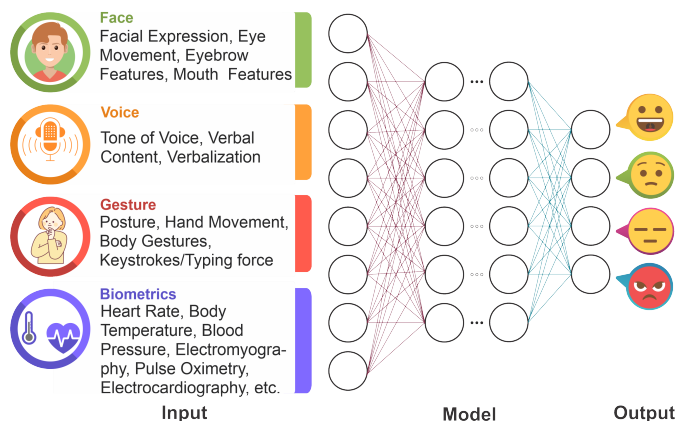 Face
Facial Expression, Eye
Movement, Eyebrow
Features, Mouth Features
Voice
Tone of Voice, Verbal
Content, Verbalization
Gesture
Posture, Hand Movement,
Body Gestures,
Keystrokes/Typing force
Biometrics
Heart Rate, Body
Temperature, Blood
Pressure, Electromyogra-
phy, Pulse Oximetry,
Electrocardiography, etc.
Input
Model
Output